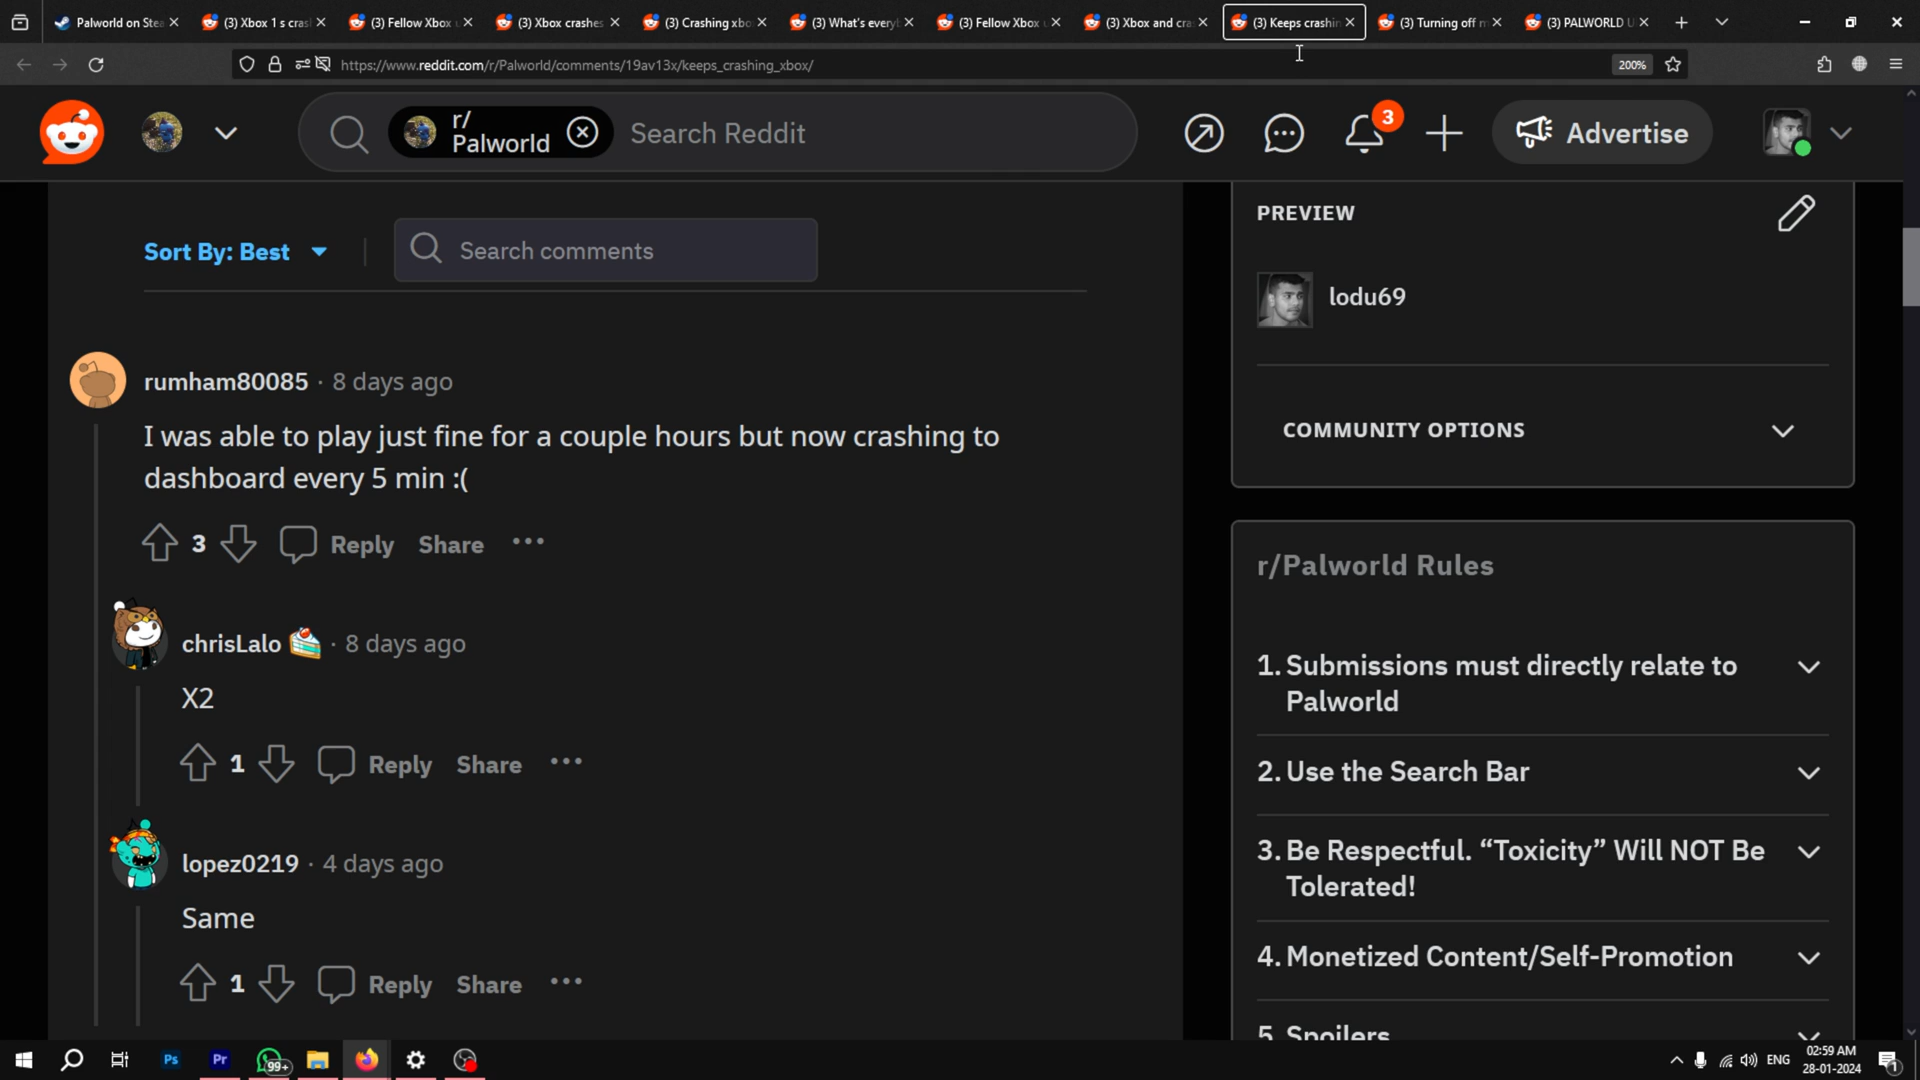 Palworld on Stea
(3) Xbox 1 s cras
(3) Fellow Xbox u
(3) Xbox crashes
(3) Crashing xbo
(3) What's every
(3) Fellow Xbox u
(3) Xbox and cra
(3) Keeps crashin
(3) Turning off m
(3) PALWORLD U
https://www.reddit.com/r/Palworld/comments/19av13x/keeps_crashing_xbox/
200%
r/
Palworld
Search Reddit
3
Advertise
Sort By: Best
Search comments
rumham80085 · 8 days ago
I was able to play just fine for a couple hours but now crashing to
dashboard every 5 min :(
3 Reply Share
chrisLalo · 8 days ago
X2
1 Reply Share
lopez0219 · 4 days ago
Same
1 Reply Share
PREVIEW
lodu69
COMMUNITY OPTIONS
r/Palworld Rules
1. Submissions must directly relate to
Palworld
2. Use the Search Bar
3. Be Respectful. “Toxicity” Will NOT Be
Tolerated!
4. Monetized Content/Self-Promotion
5. Spoilers
Ps
Pr
99+
ENG
02:59 AM
28-01-2024
1